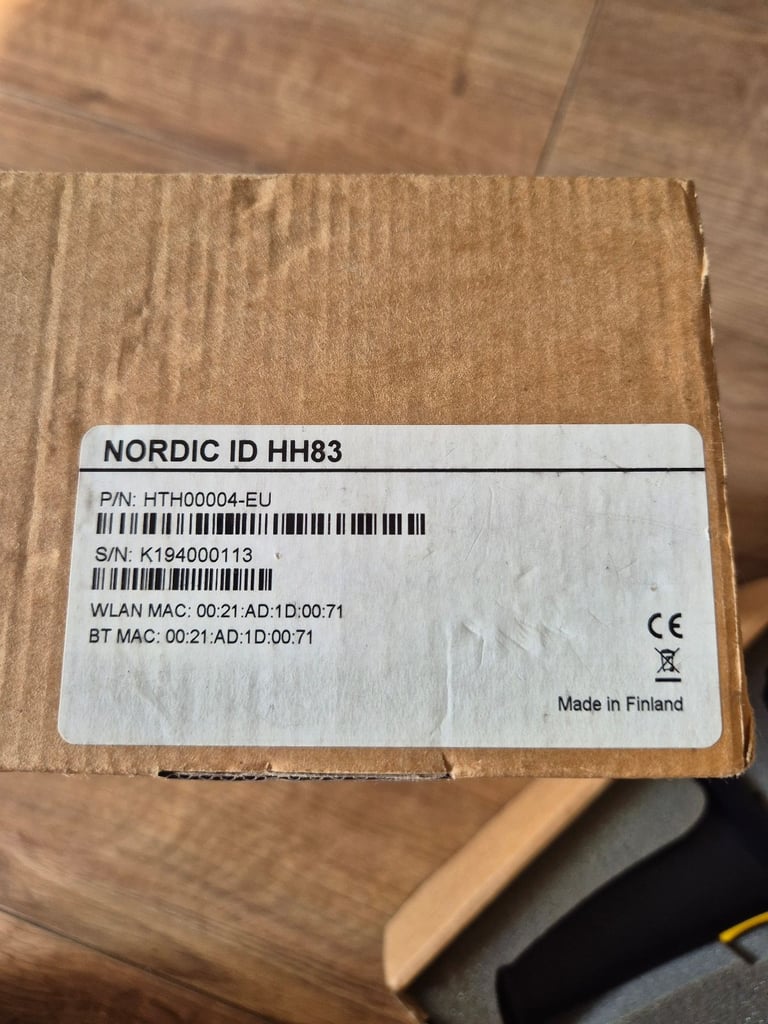 NORDIC ID HH83
P/N: HTH00004-EU
S/N: K194000113
WLAN MAC: 00:21:AD:1D:00:71
BT MAC: 00:21:AD:1D:00:71
CE
Made in Finland